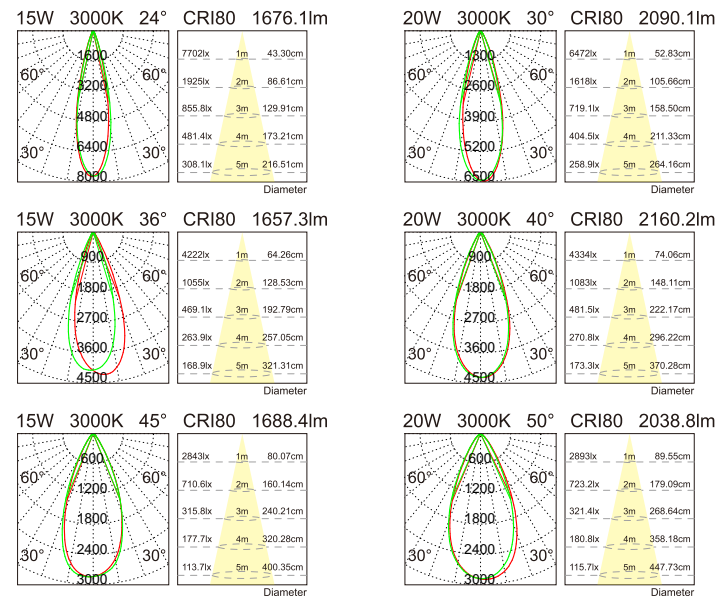 15W 3000K 24° CRI80 1676.1lm
1600
3200
4800
6400
8000
60° 60°
30° 30°
7702lx 1m 43.30cm
1925lx 2m 86.61cm
855.8lx 3m 129.91cm
481.4lx 4m 173.21cm
308.1lx 5m 216.51cm
Diameter
20W 3000K 30° CRI80 2090.1lm
1300
2600
3900
5200
6500
60° 60°
30° 30°
6472lx 1m 52.83cm
1618lx 2m 105.66cm
719.1lx 3m 158.50cm
404.5lx 4m 211.33cm
258.9lx 5m 264.16cm
Diameter
15W 3000K 36° CRI80 1657.3lm
900
1800
2700
3600
4500
60° 60°
30° 30°
4222lx 1m 64.26cm
1055lx 2m 128.53cm
469.1lx 3m 192.79cm
263.9lx 4m 257.05cm
168.9lx 5m 321.31cm
Diameter
20W 3000K 40° CRI80 2160.2lm
900
1800
2700
3600
4500
60° 60°
30° 30°
4334lx 1m 74.06cm
1083lx 2m 148.11cm
481.5lx 3m 222.17cm
270.8lx 4m 296.22cm
173.3lx 5m 370.28cm
Diameter
15W 3000K 45° CRI80 1688.4lm
600
1200
1800
2400
3000
60° 60°
30° 30°
2843lx 1m 80.07cm
710.6lx 2m 160.14cm
315.8lx 3m 240.21cm
177.7lx 4m 320.28cm
113.7lx 5m 400.35cm
Diameter
20W 3000K 50° CRI80 2038.8lm
600
1200
1800
2400
3000
60° 60°
30° 30°
2893lx 1m 89.55cm
723.2lx 2m 179.09cm
321.4lx 3m 268.64cm
180.8lx 4m 358.18cm
115.7lx 5m 447.73cm
Diameter